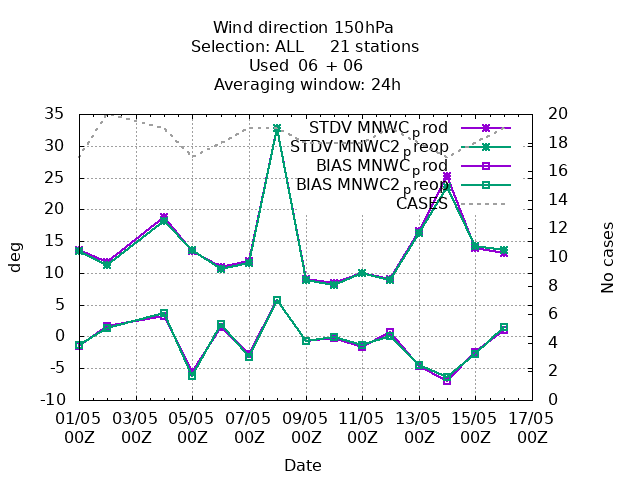 Wind direction 150hPa
Selection: ALL 21 stations
Used 06 + 06
Averaging window: 24h
STDV MNWC_prod
STDV MNWC2_preop
BIAS MNWC_prod
BIAS MNWC2_preop
CASES
35
30
25
20
15
10
5
0
-5
-10
deg
20
18
16
14
12
10
8
6
4
2
0
No cases
01/05 03/05 05/05 07/05 09/05 11/05 13/05 15/05 17/05
00Z 00Z 00Z 00Z 00Z 00Z 00Z 00Z 00Z
Date